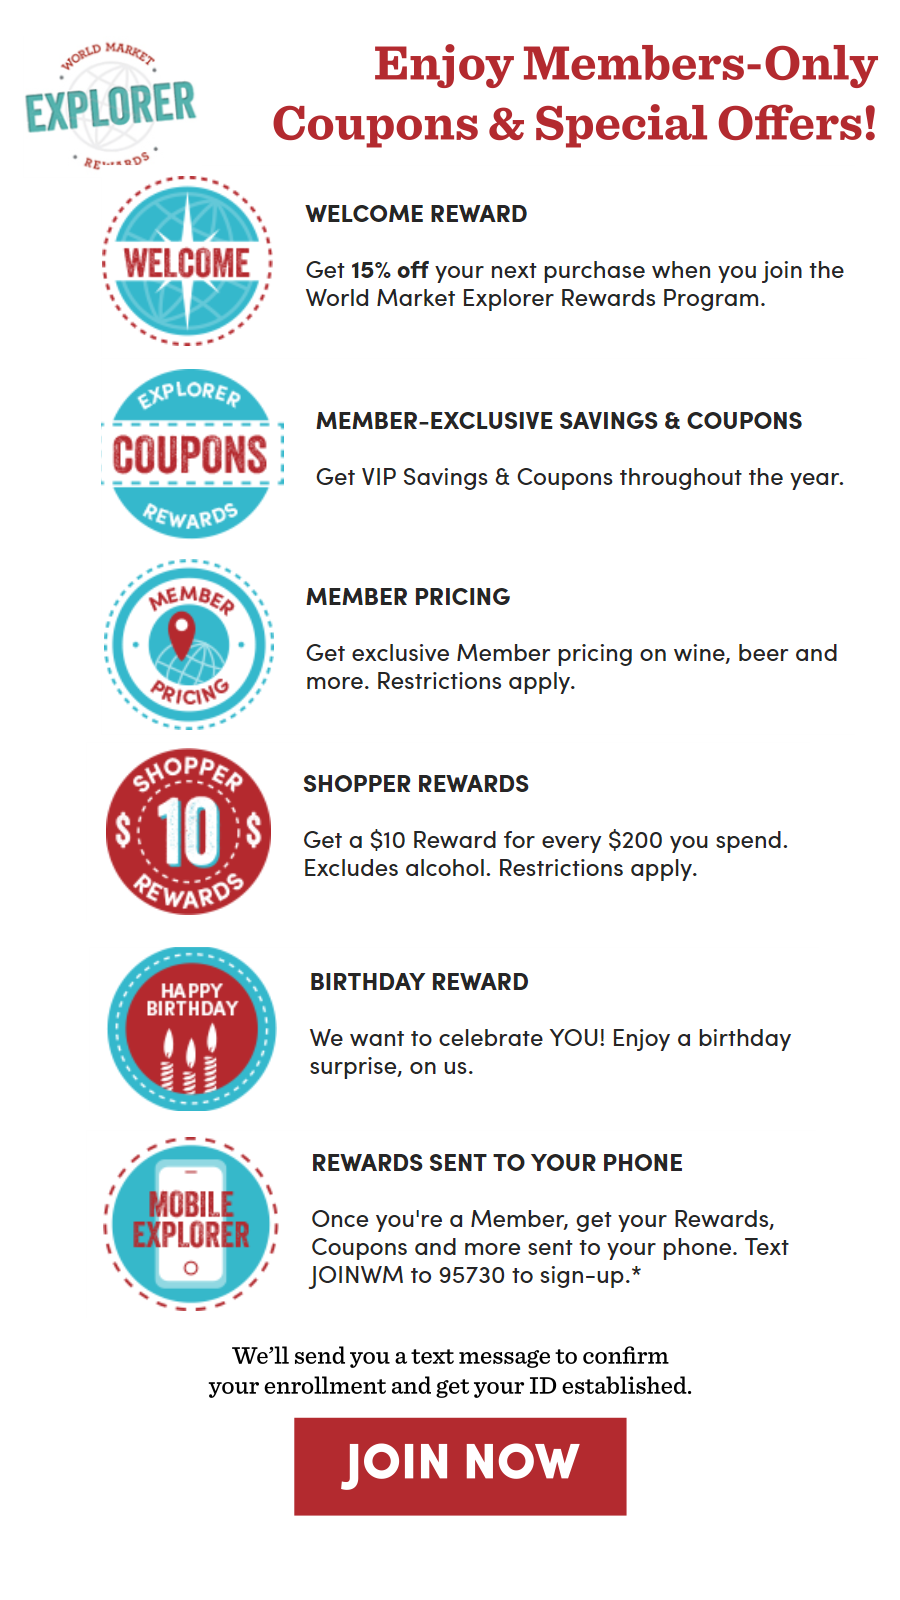 WORLD MARKET
EXPLORER
Enjoy Members-Only
Coupons & Special Offers!
WELCOME
WELCOME REWARD
Get 15% off your next purchase when you join the
World Market Explorer Rewards Program.
EXPLORER
COUPONS
REWARDS
MEMBER-EXCLUSIVE SAVINGS & COUPONS
Get VIP Savings & Coupons throughout the year.
MEMBER
PRICING
MEMBER PRICING
Get exclusive Member pricing on wine, beer and
more. Restrictions apply.
SHOPPER
$ 10 $
REWARDS
SHOPPER REWARDS
Get a $10 Reward for every $200 you spend.
Excludes alcohol. Restrictions apply.
HAPPY
BIRTHDAY
BIRTHDAY REWARD
We want to celebrate YOU! Enjoy a birthday
surprise, on us.
MOBILE
EXPLORER
REWARDS SENT TO YOUR PHONE
Once you're a Member, get your Rewards,
Coupons and more sent to your phone. Text
JOINWM to 95730 to sign-up.*
We’ll send you a text message to confirm
your enrollment and get your ID established.
JOIN NOW